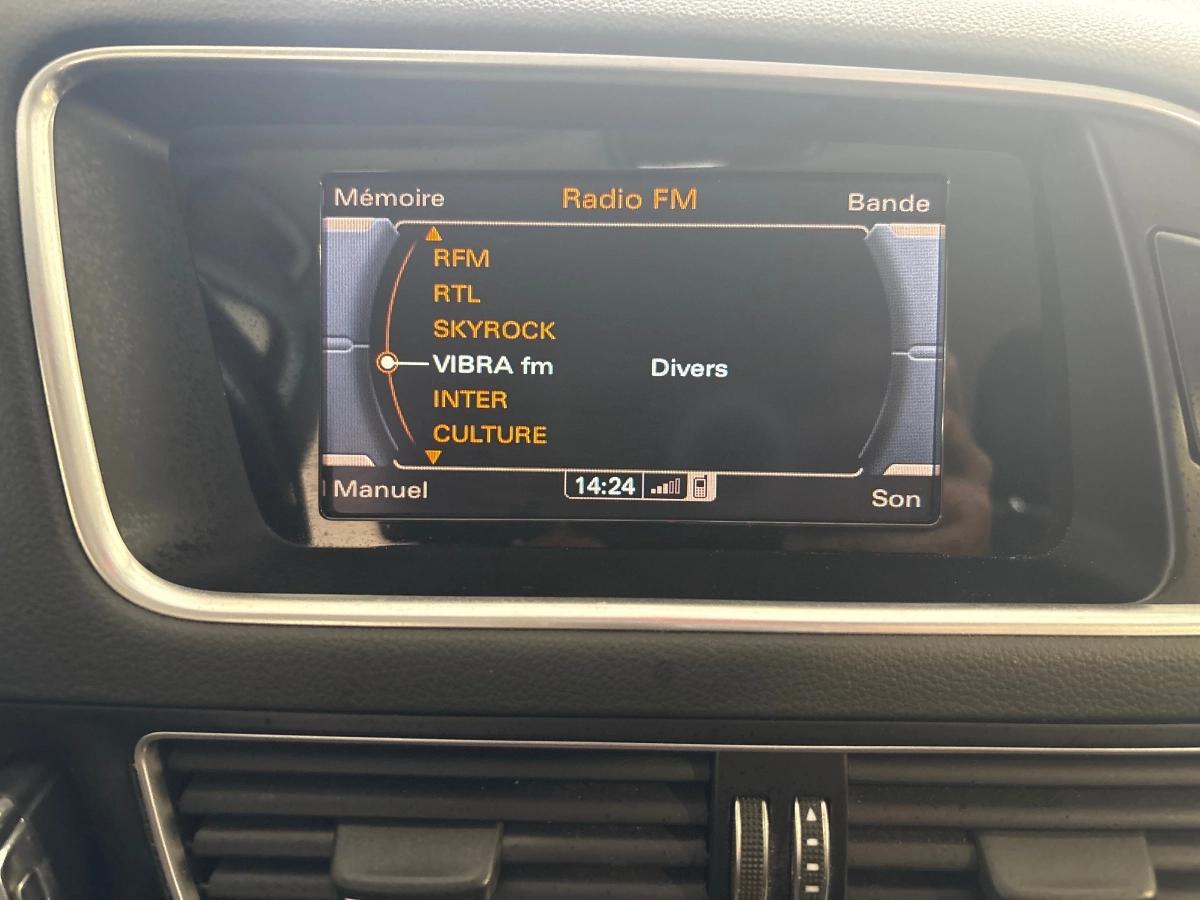 Mémoire Radio FM Bande
RFM
RTL
SKYROCK
VIBRA fm Divers
INTER
CULTURE
Manuel 14:24 Son